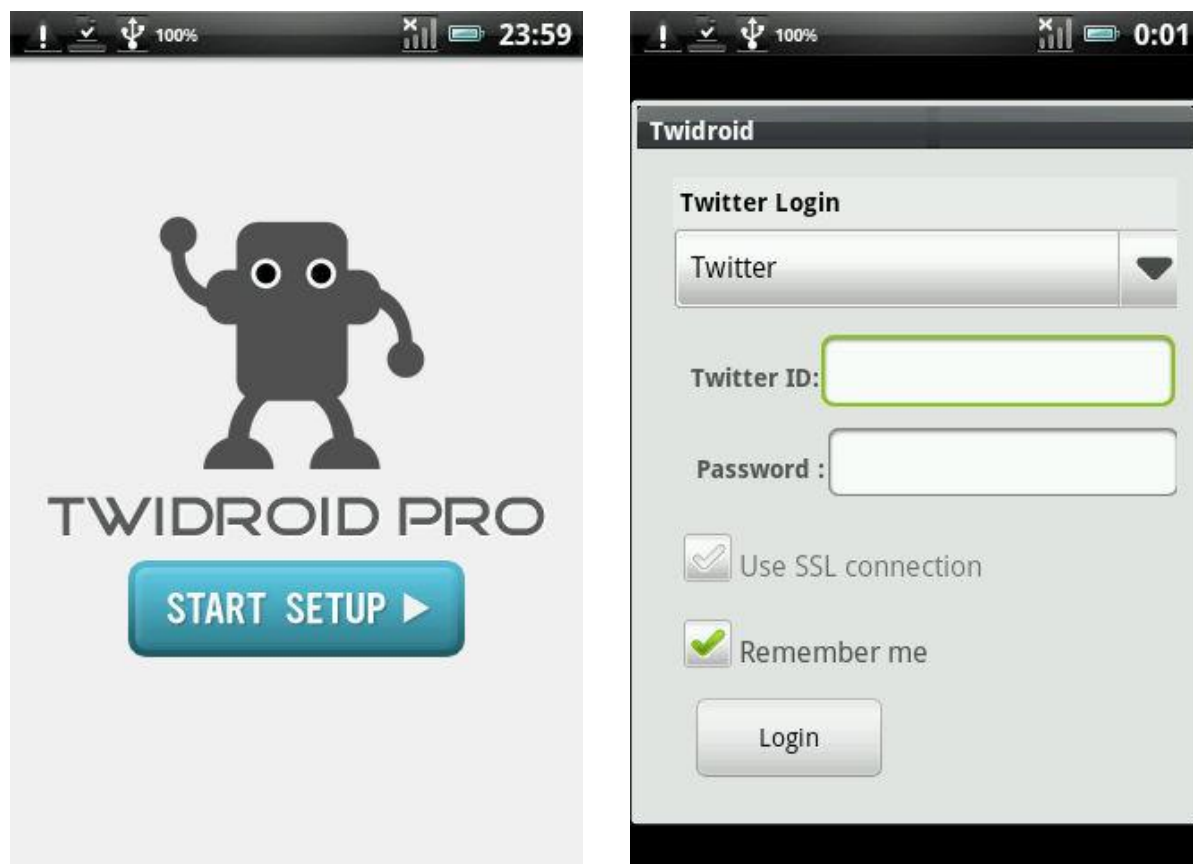 100% 23:59
TWIDROID PRO
START SETUP
100% 0:01
Twidroid
Twitter Login
Twitter
Twitter ID:
Password :
Use SSL connection
Remember me
Login